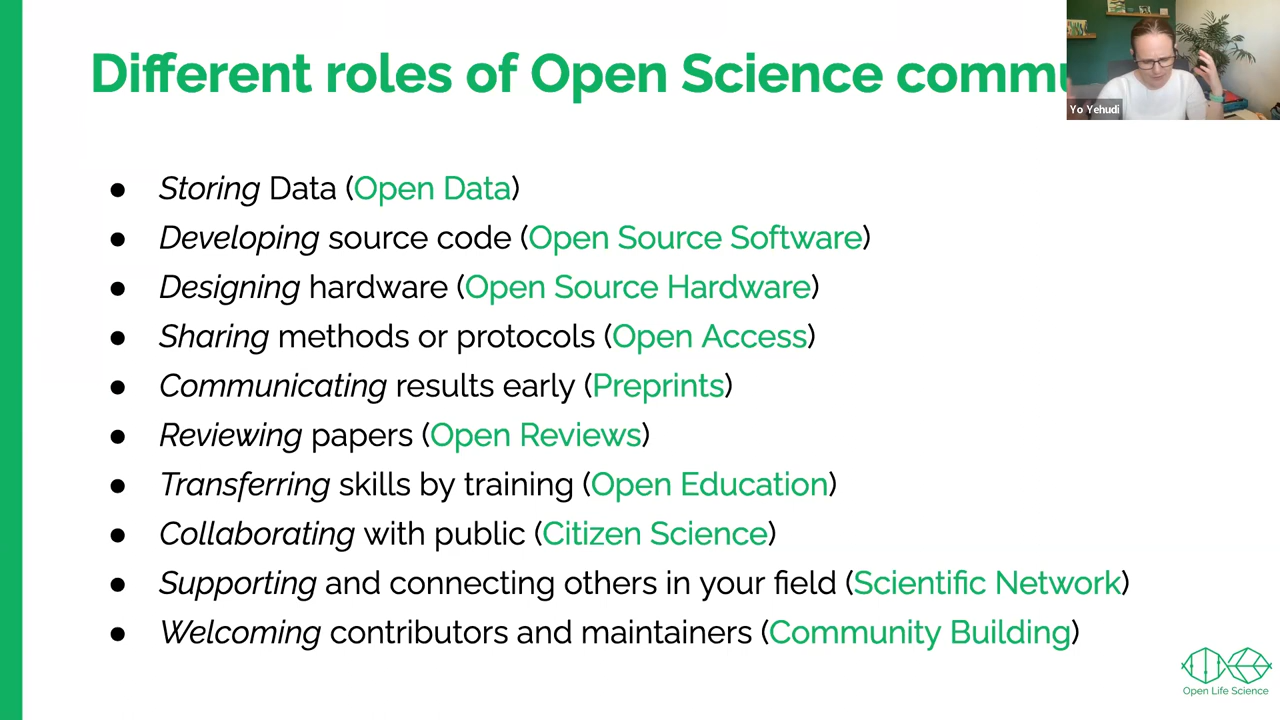 Different roles of Open Science commu
Yo Yehudi
● Storing Data (Open Data)
● Developing source code (Open Source Software)
● Designing hardware (Open Source Hardware)
● Sharing methods or protocols (Open Access)
● Communicating results early (Preprints)
● Reviewing papers (Open Reviews)
● Transferring skills by training (Open Education)
● Collaborating with public (Citizen Science)
● Supporting and connecting others in your field (Scientific Network)
● Welcoming contributors and maintainers (Community Building)
Open Life Science